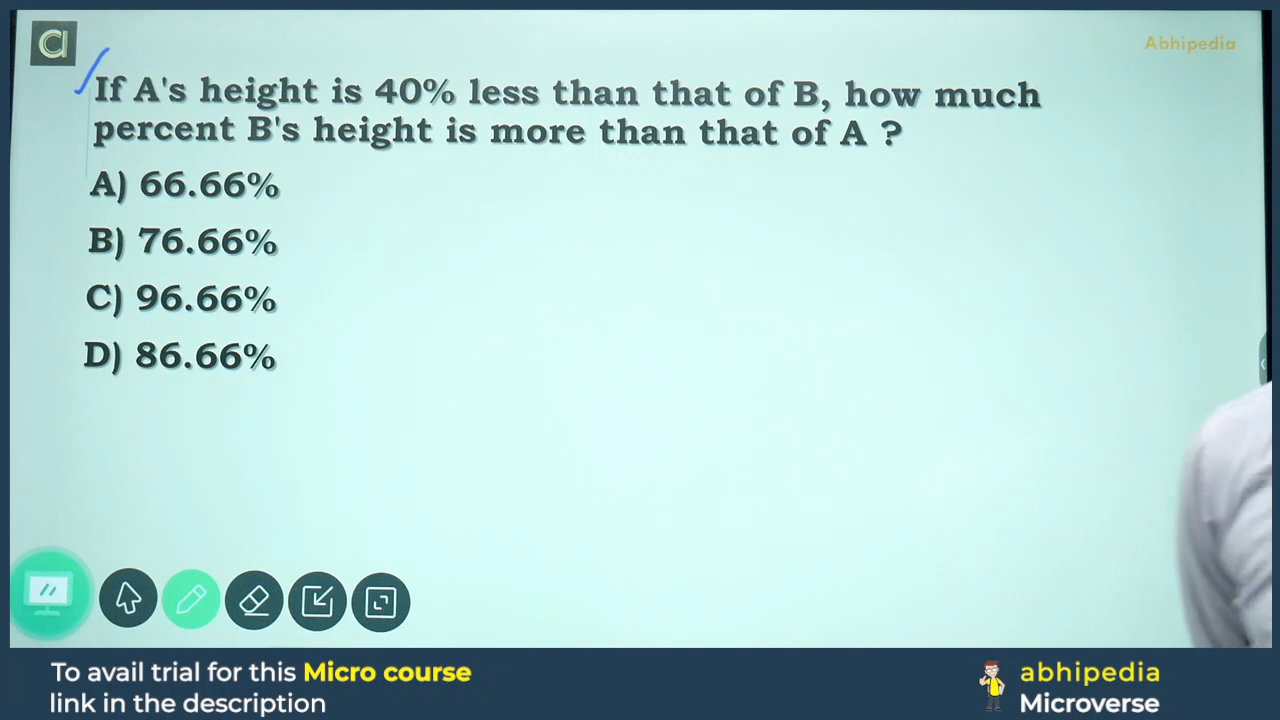 Abhipedia
If A's height is 40% less than that of B, how much
percent B's height is more than that of A ?
A) 66.66%
B) 76.66%
C) 96.66%
D) 86.66%
To avail trial for this Micro course
link in the description
abhipedia
Microverse